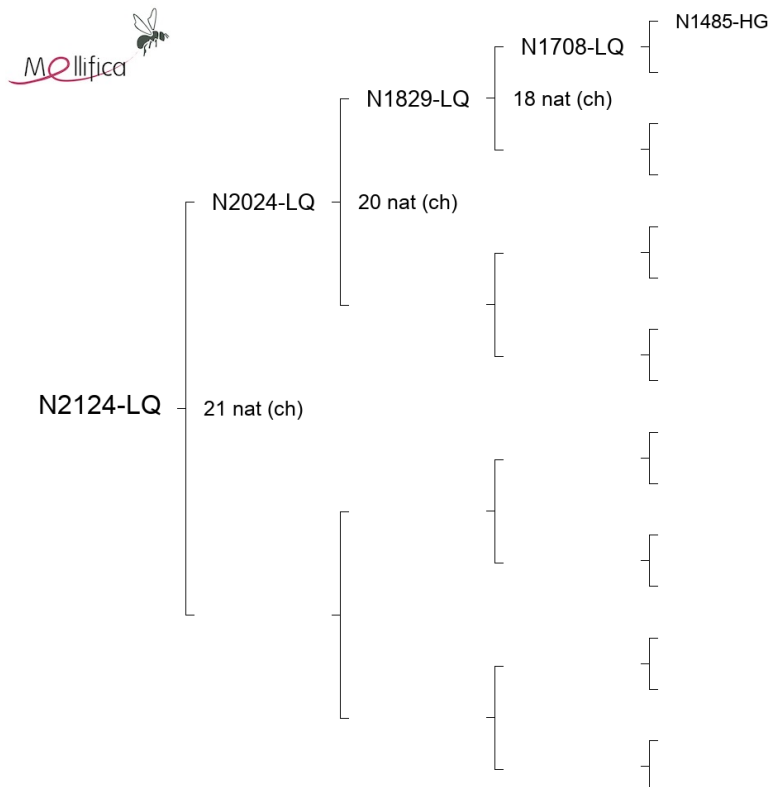 Mellifica
N1485-HG
N1708-LQ
N1829-LQ
18 nat (ch)
N2024-LQ
20 nat (ch)
N2124-LQ
21 nat (ch)